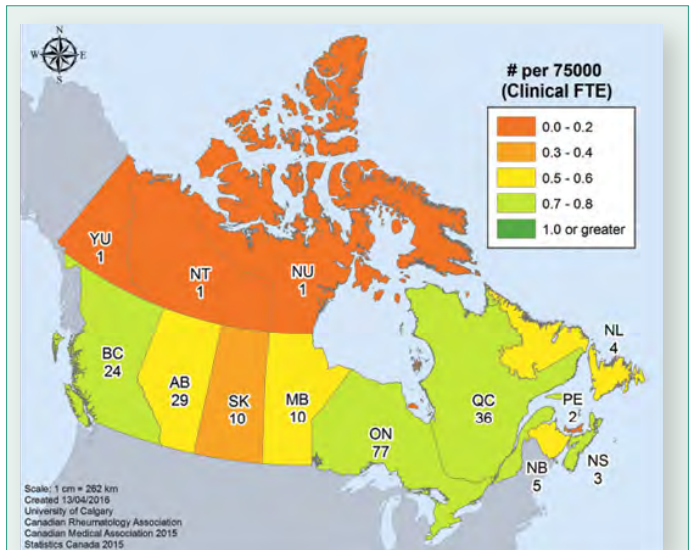 N
W E
S
# per 75000
(Clinical FTE)
0.0 - 0.2
0.3 - 0.4
0.5 - 0.6
0.7 - 0.8
1.0 or greater
YU
1
NT
1
NU
1
BC
24
AB
29
SK
10
MB
10
ON
77
QC
36
NL
4
PE
2
NB
5
NS
3
Scale: 1 cm = 262 km
Created 13/04/2016
University of Calgary
Canadian Rheumatology Association
Canadian Medical Association 2015
Statistics Canada 2015